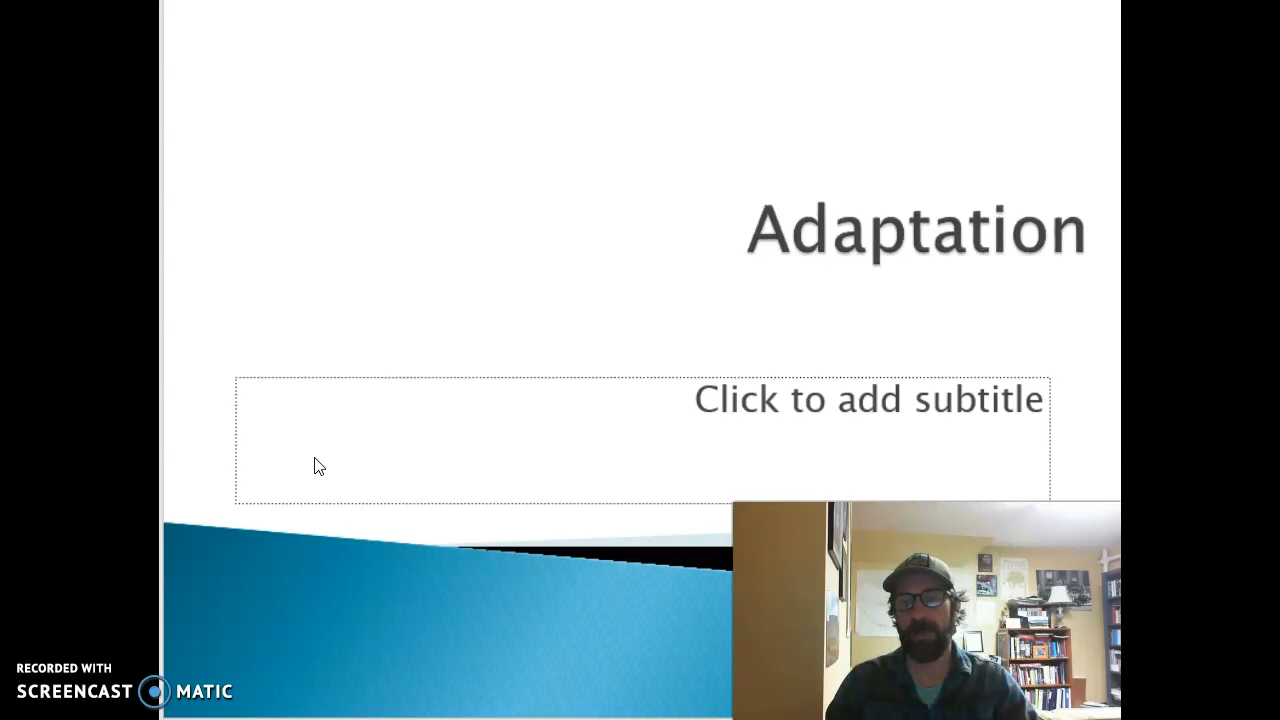 Adaptation
Click to add subtitle
RECORDED WITH
SCREENCAST MATIC